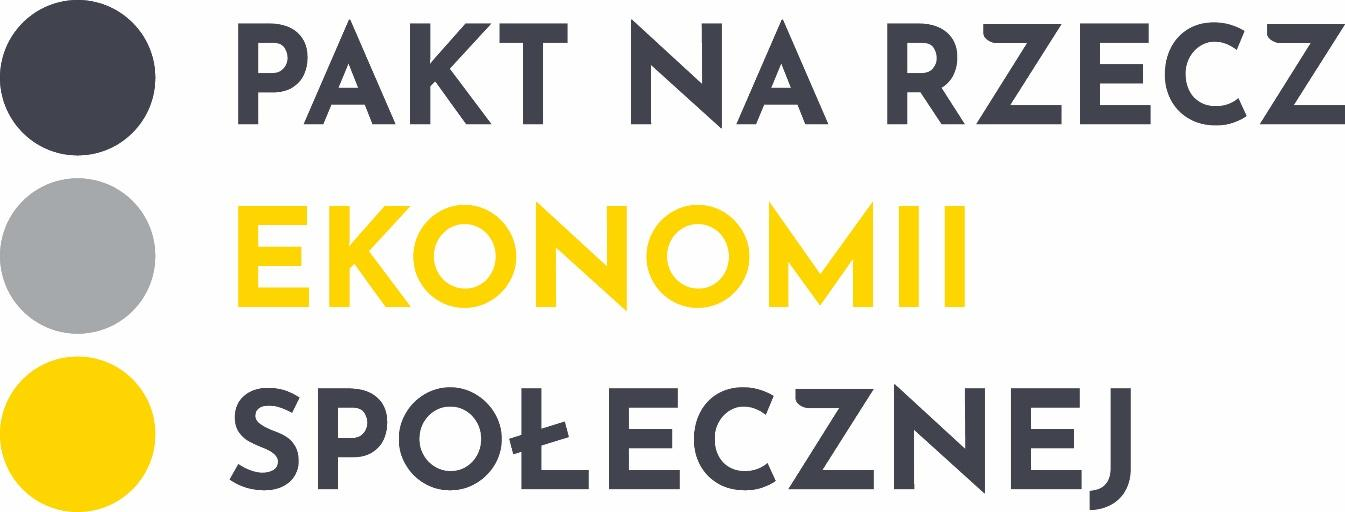 PAKT NA RZECZ
EKONOMII
SPOŁECZNEJ